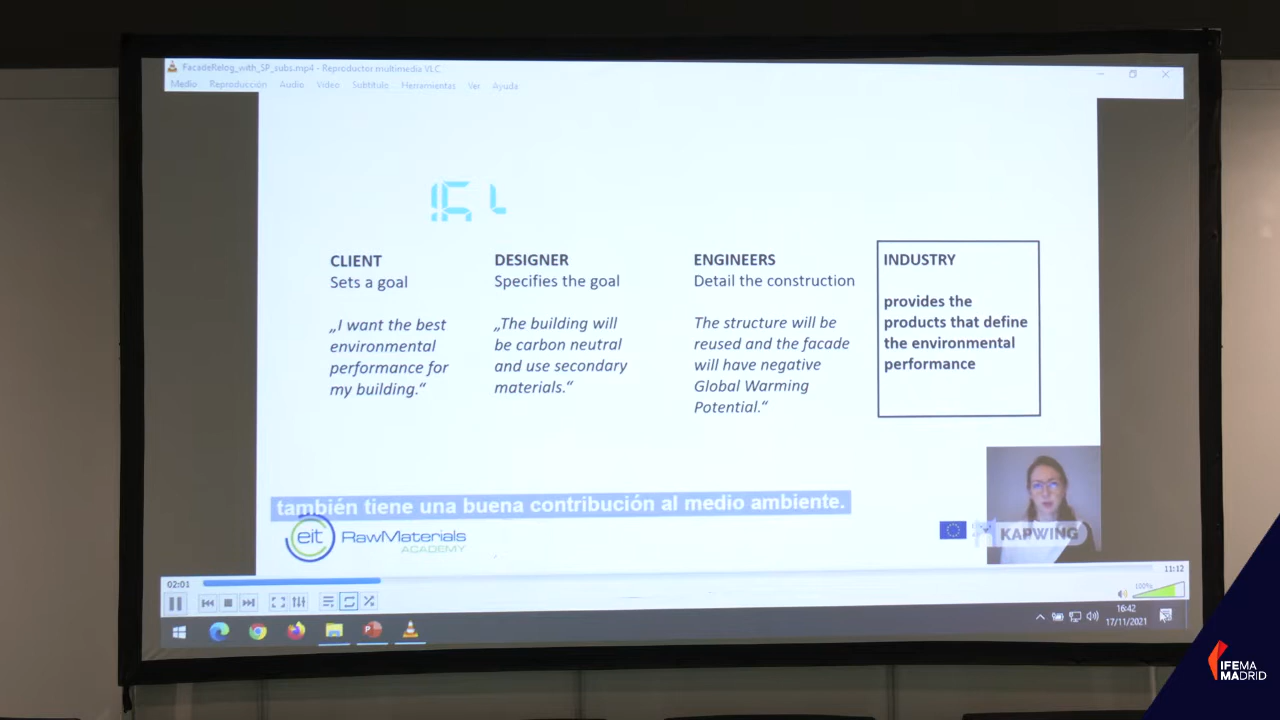 FacadeRelog_with_SP_subs.mp4 - Reproductor multimedia VLC
Medio Reproducción Audio Vídeo Subtítulo Herramientas Ver Ayuda
CLIENT
Sets a goal
„I want the best
environmental
performance for
my building.“
DESIGNER
Specifies the goal
„The building will
be carbon neutral
and use secondary
materials.“
ENGINEERS
Detail the construction
The structure will be
reused and the facade
will have negative
Global Warming
Potential.“
INDUSTRY
provides the
products that define
the environmental
performance
también tiene una buena contribución al medio ambiente.
eit RawMaterials
ACADEMY
KAPWING
02:01
11:12
100%
16:42
17/11/2021
IFEMA
MADRID